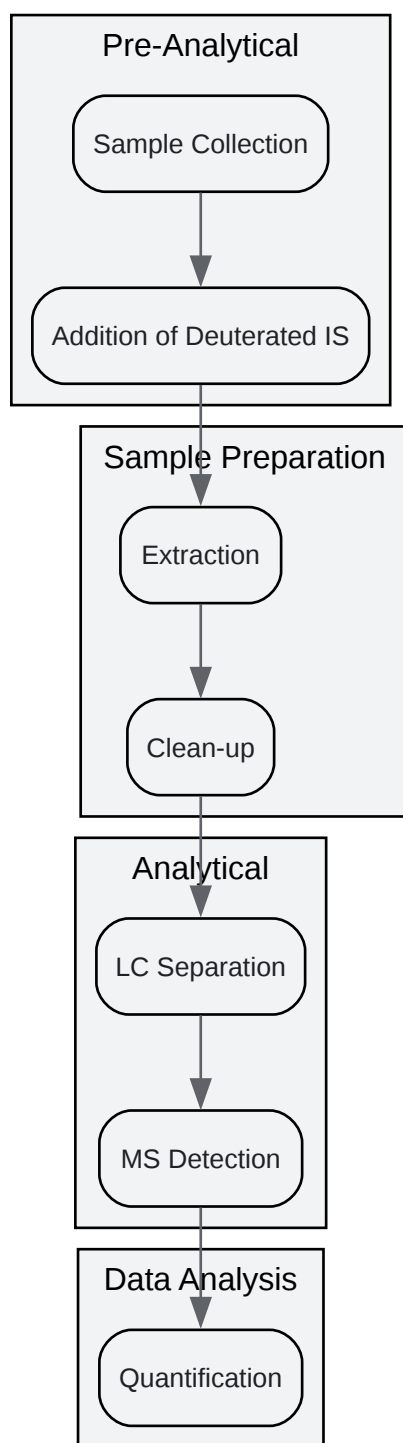 Pre-Analytical
Sample Collection
Addition of Deuterated IS
Sample Preparation
Extraction
Clean-up
Analytical
LC Separation
MS Detection
Data Analysis
Quantification